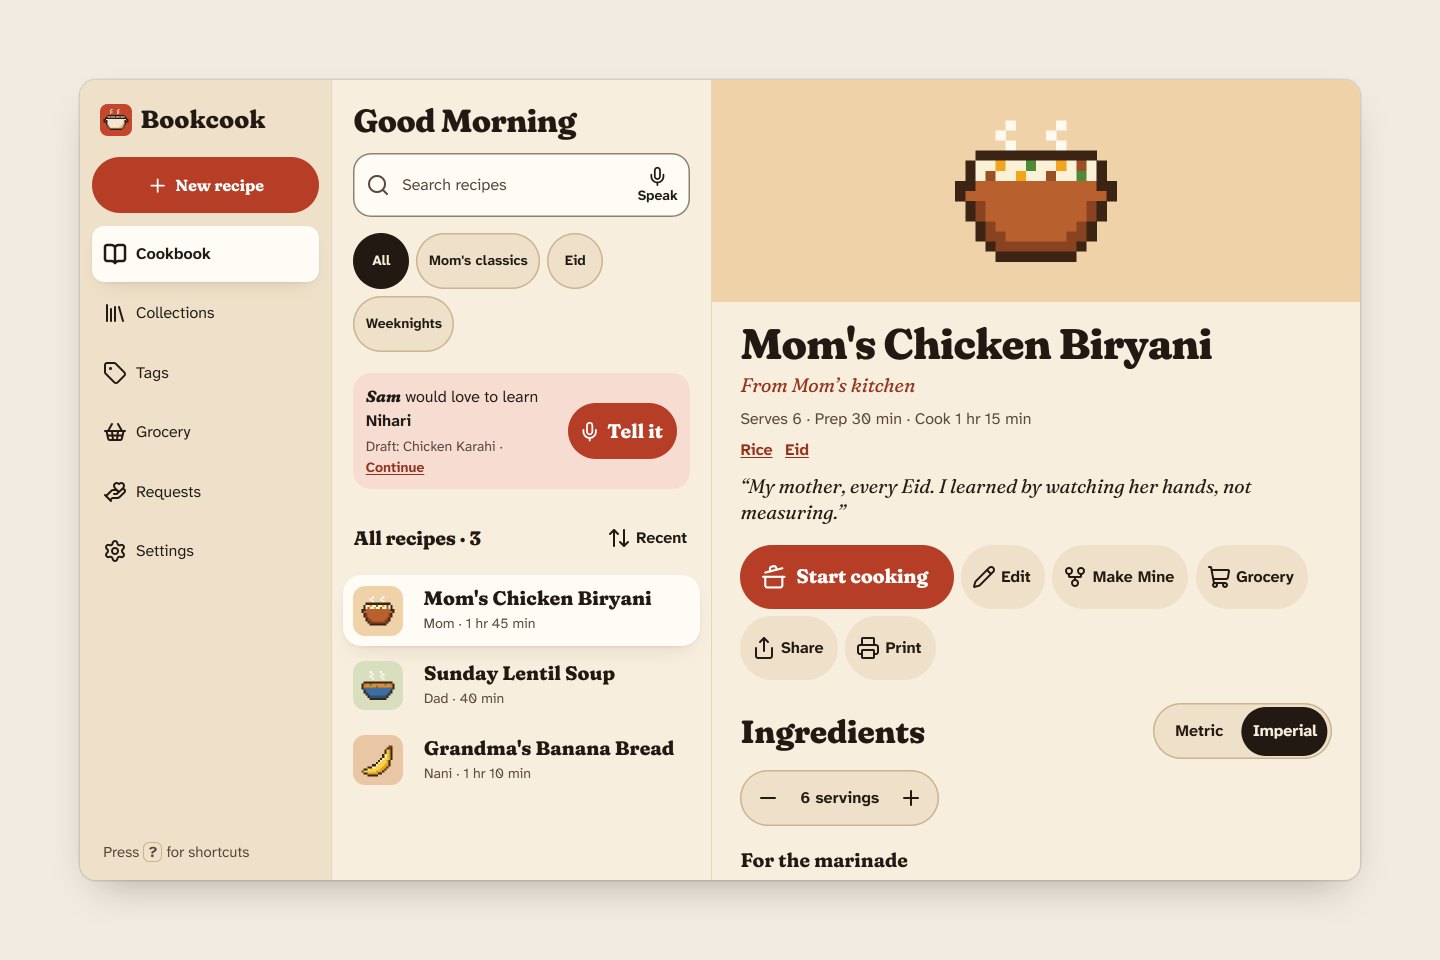 Bookcook
New recipe
Cookbook
Collections
Tags
Grocery
Requests
Settings
Press ? for shortcuts
Good Morning
Search recipes
Speak
All
Mom's classics
Eid
Weeknights
Sam would love to learn
Nihari
Draft: Chicken Karahi ·
Continue
Tell it
All recipes · 3
Recent
Mom's Chicken Biryani
Mom · 1 hr 45 min
Sunday Lentil Soup
Dad · 40 min
Grandma's Banana Bread
Nani · 1 hr 10 min
Mom's Chicken Biryani
From Mom’s kitchen
Serves 6 · Prep 30 min · Cook 1 hr 15 min
Rice Eid
“My mother, every Eid. I learned by watching her hands, not
measuring.”
Start cooking
Edit
Make Mine
Grocery
Share
Print
Ingredients
Metric
Imperial
6 servings
For the marinade